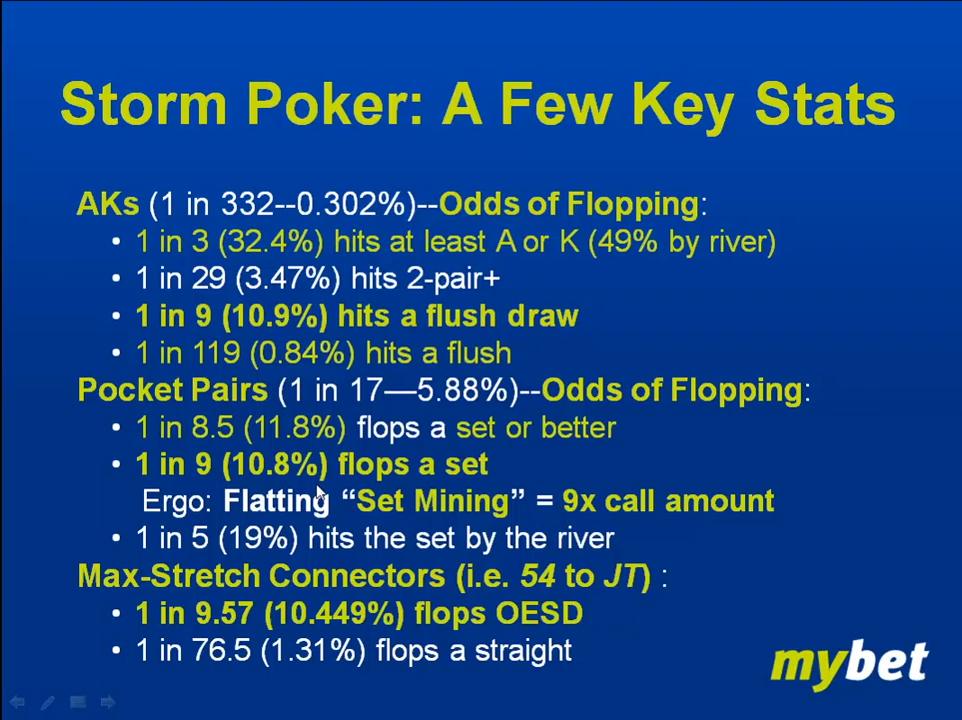 Storm Poker: A Few Key Stats
AKs (1 in 332--0.302%)--Odds of Flopping:
• 1 in 3 (32.4%) hits at least A or K (49% by river)
• 1 in 29 (3.47%) hits 2-pair+
• 1 in 9 (10.9%) hits a flush draw
• 1 in 119 (0.84%) hits a flush
Pocket Pairs (1 in 17—5.88%)--Odds of Flopping:
• 1 in 8.5 (11.8%) flops a set or better
• 1 in 9 (10.8%) flops a set
Ergo: Flatting “Set Mining” = 9x call amount
• 1 in 5 (19%) hits the set by the river
Max-Stretch Connectors (i.e. 54 to JT) :
• 1 in 9.57 (10.449%) flops OESD
• 1 in 76.5 (1.31%) flops a straight
mybet